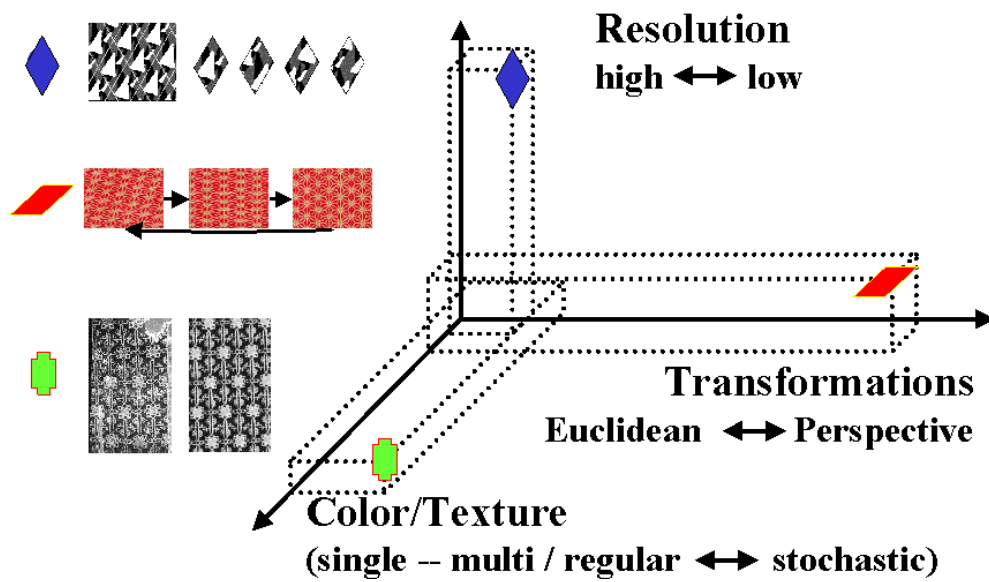 Resolution
high ↔ low
Transformations
Euclidean ↔ Perspective
Color/Texture
(single -- multi / regular ↔ stochastic)